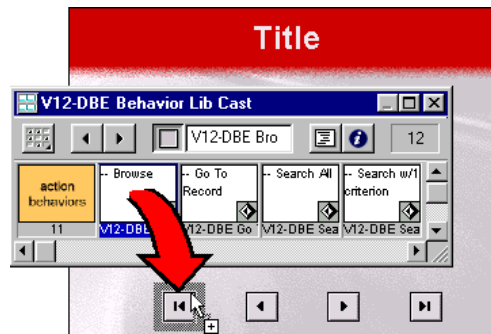 Title
V12-DBE Behavior Lib Cast
V12-DBE Bro
12
action
behaviors
-- Browse
-- Go To
Record
-- Search All
-- Search w/1
criterion
11
V12-DBE
V12-DBE Go
V12-DBE Sea
V12-DBE Sea